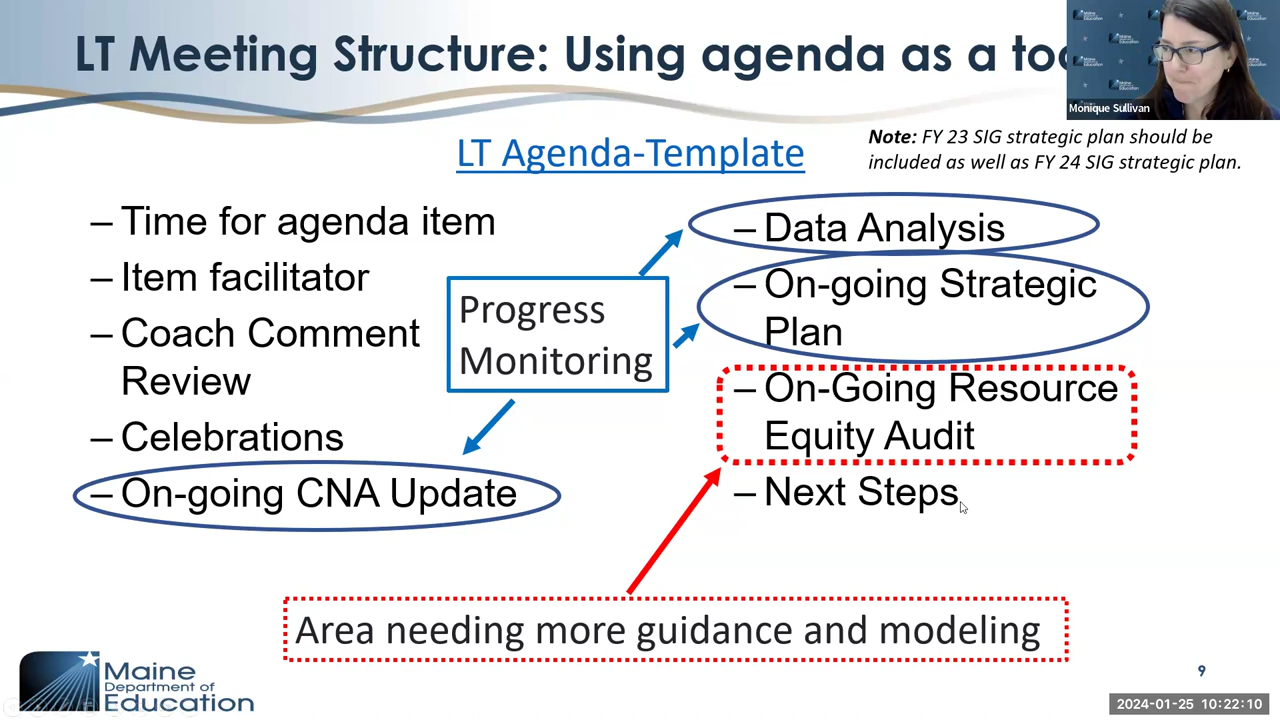 LT Meeting Structure: Using agenda as a too
Monique Sullivan
LT Agenda-Template
Note: FY 23 SIG strategic plan should be
included as well as FY 24 SIG strategic plan.
– Time for agenda item
– Item facilitator
– Coach Comment
Review
– Celebrations
– On-going CNA Update
Progress
Monitoring
– Data Analysis
– On-going Strategic
Plan
– On-Going Resource
Equity Audit
– Next Steps
Area needing more guidance and modeling
Maine
Department of
Education
9
2024-01-25 10:22:10